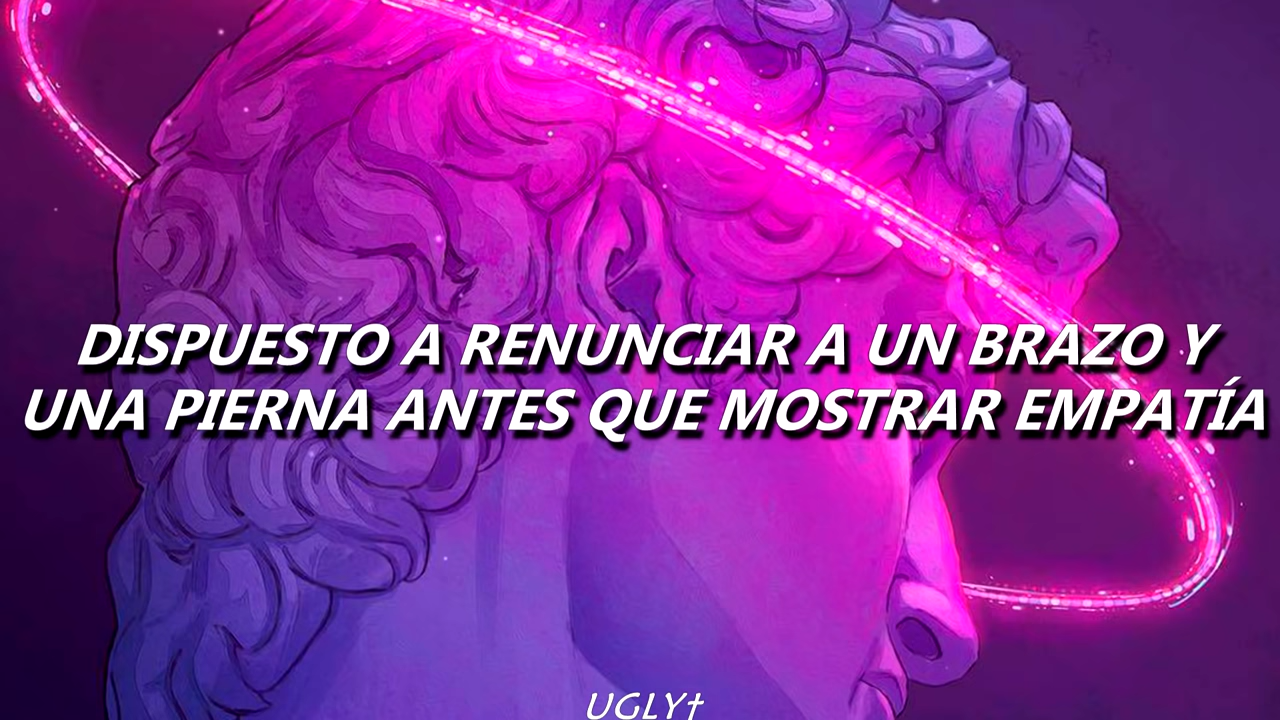 DISPUESTO A RENUNCIAR A UN BRAZO Y
UNA PIERNA ANTES QUE MOSTRAR EMPATÍA
UGLY†